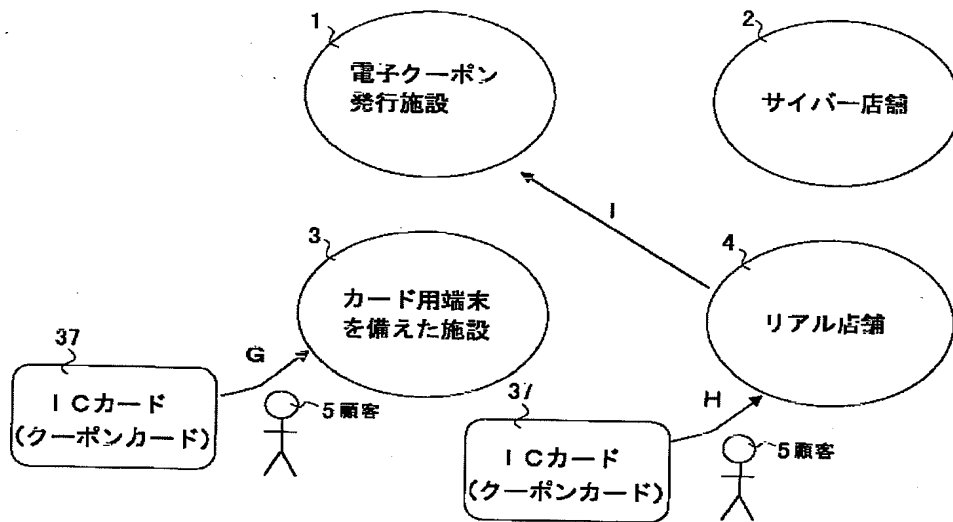 1
電子クーポン
発行施設
2
サイバー店舗
I
3
カード用端末
を備えた施設
4
リアル店舗
37
ICカード
(クーポンカード)
G
5顧客
37
ICカード
(クーポンカード)
H
5顧客